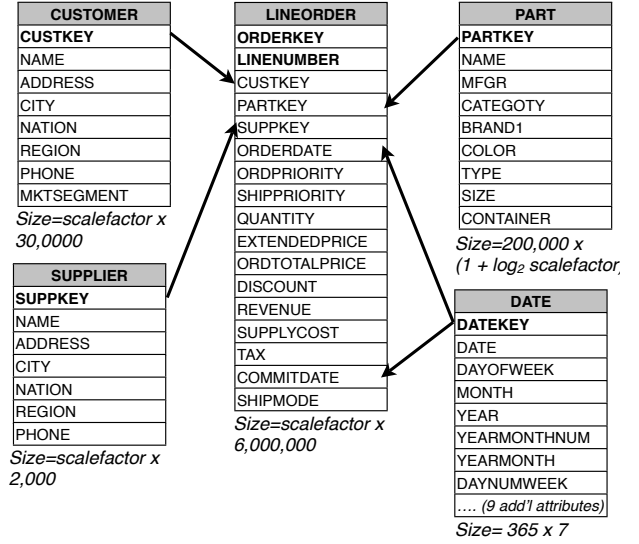 CUSTOMER
CUSTKEY
NAME
ADDRESS
CITY
NATION
REGION
PHONE
MKTSEGMENT
Size=scalefactor x
30,0000
SUPPLIER
SUPPKEY
NAME
ADDRESS
CITY
NATION
REGION
PHONE
Size=scalefactor x
2,000
LINEORDER
ORDERKEY
LINENUMBER
CUSTKEY
PARTKEY
SUPPKEY
ORDERDATE
ORDPRIORITY
SHIPPRIORITY
QUANTITY
EXTENDEDPRICE
ORDTOTALPRICE
DISCOUNT
REVENUE
SUPPLYCOST
TAX
COMMITDATE
SHIPMODE
Size=scalefactor x
6,000,000
PART
PARTKEY
NAME
MFGR
CATEGOTY
BRAND1
COLOR
TYPE
SIZE
CONTAINER
Size=200,000 x
(1 + log₂ scalefactor)
DATE
DATEKEY
DATE
DAYOFWEEK
MONTH
YEAR
YEARMONTHNUM
YEARMONTH
DAYNUMWEEK
.... (9 add'l attributes)
Size= 365 x 7